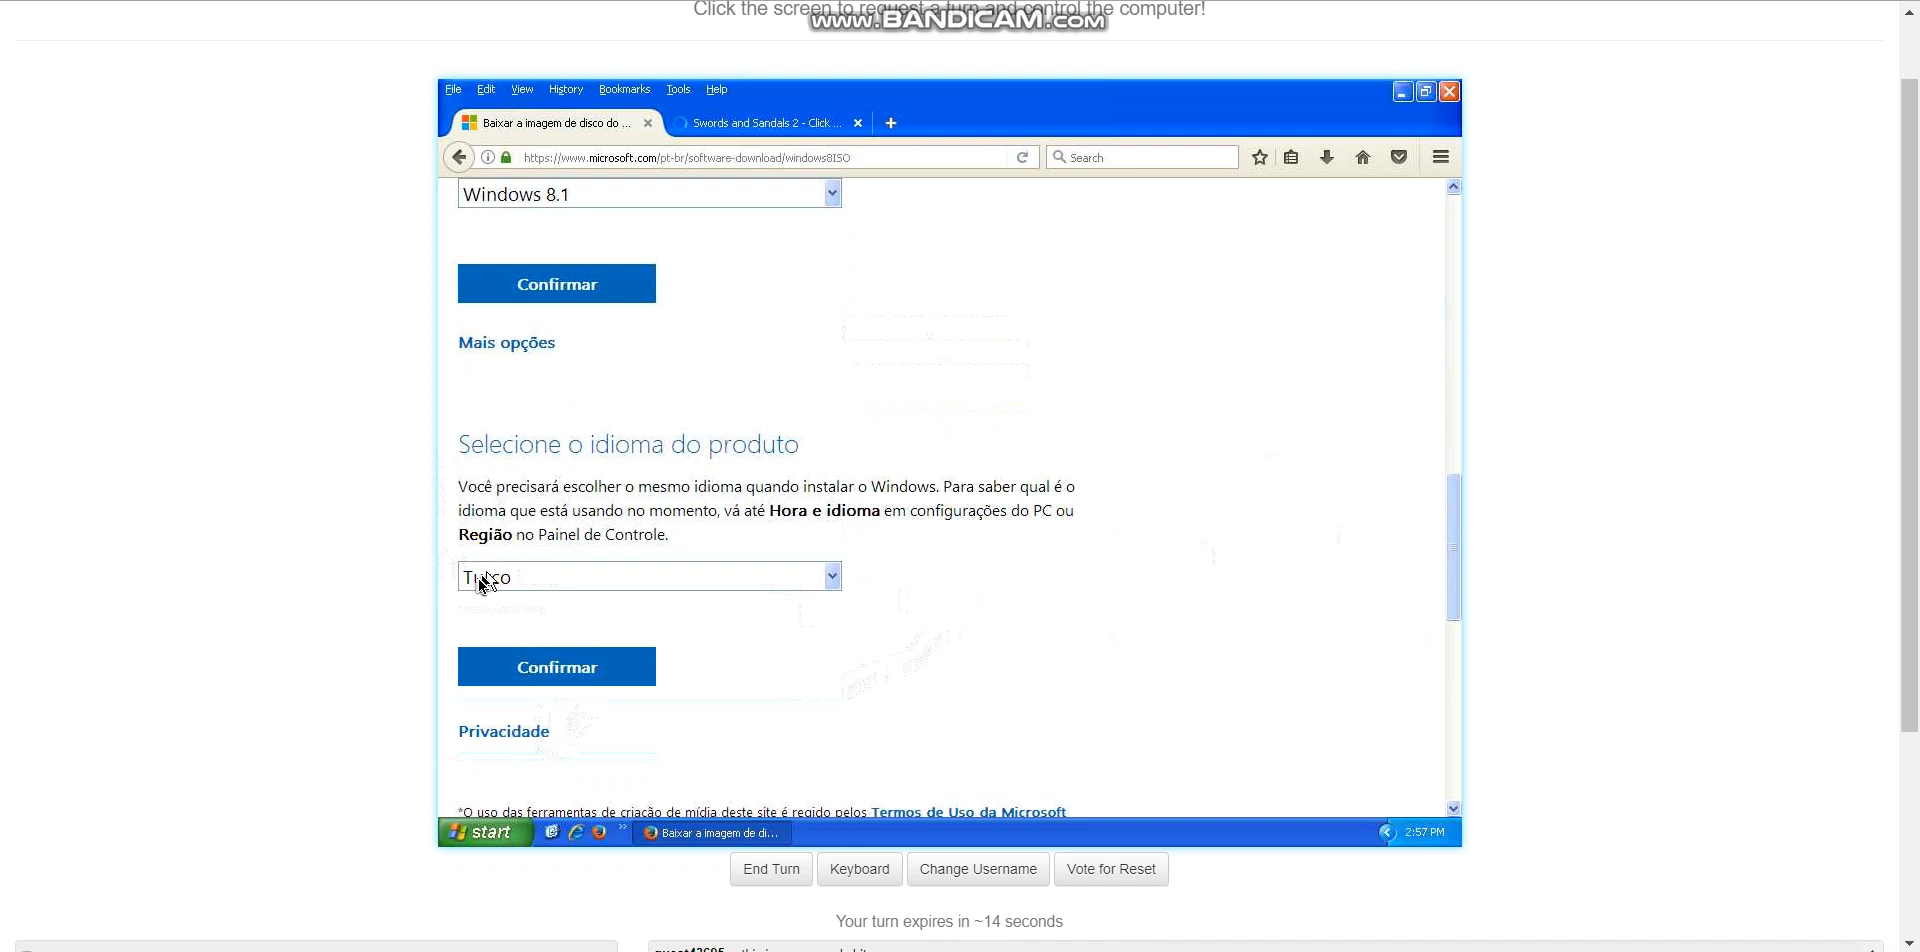 Click the screen to request a turn and control the computer!
www.BANDICAM.com
File Edit View History Bookmarks Tools Help
Baixar a imagem de disco do ...
Swords and Sandals 2 - Click ...
https://www.microsoft.com/pt-br/software-download/windows8ISO
Search
Windows 8.1
Confirmar
Mais opções
Selecione o idioma do produto
Você precisará escolher o mesmo idioma quando instalar o Windows. Para saber qual é o
idioma que está usando no momento, vá até Hora e idioma em configurações do PC ou
Região no Painel de Controle.
Turco
Confirmar
Privacidade
*O uso das ferramentas de criação de mídia deste site é regido pelos Termos de Uso da Microsoft
start
Baixar a imagem de di...
2:57 PM
End Turn Keyboard Change Username Vote for Reset
Your turn expires in ~14 seconds